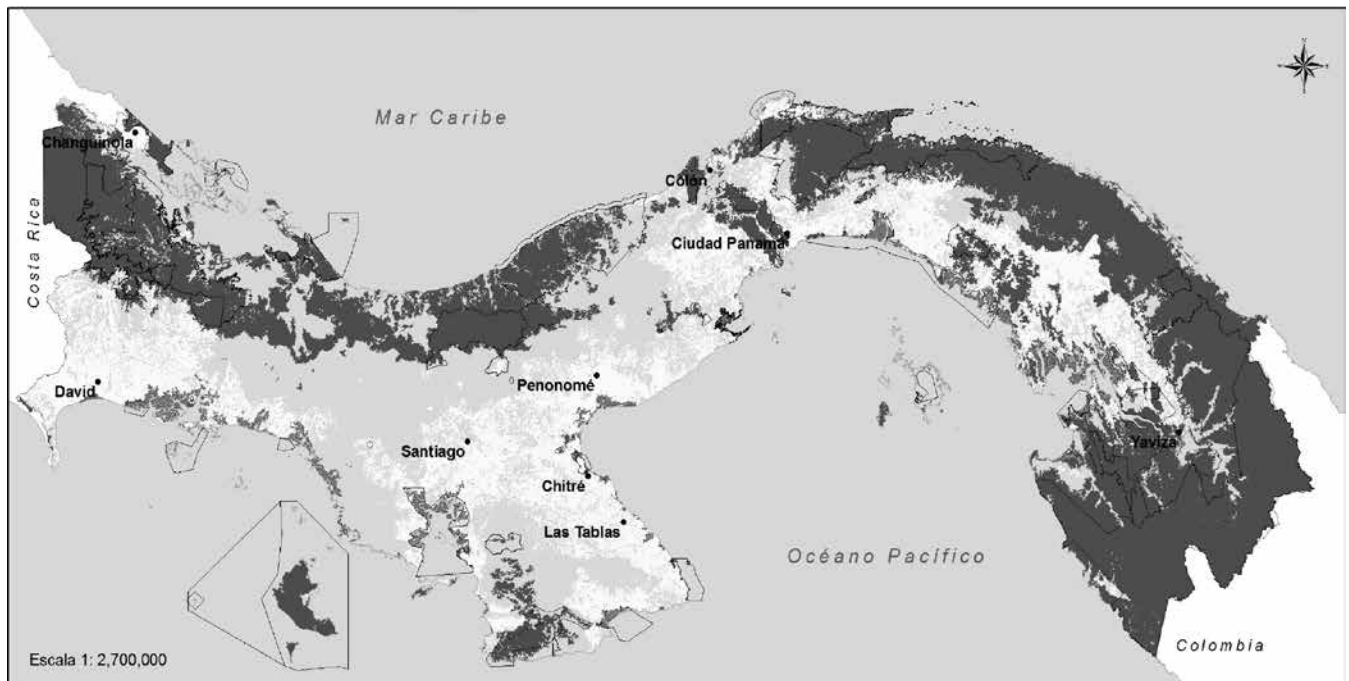 Mar Caribe
Changuinola
Colón
Costa Rica
Ciudad Panamá
David
Penonomé
Santiago
Yaviza
Chitré
Las Tablas
Océano Pacífico
Colombia
Escala 1: 2,700,000